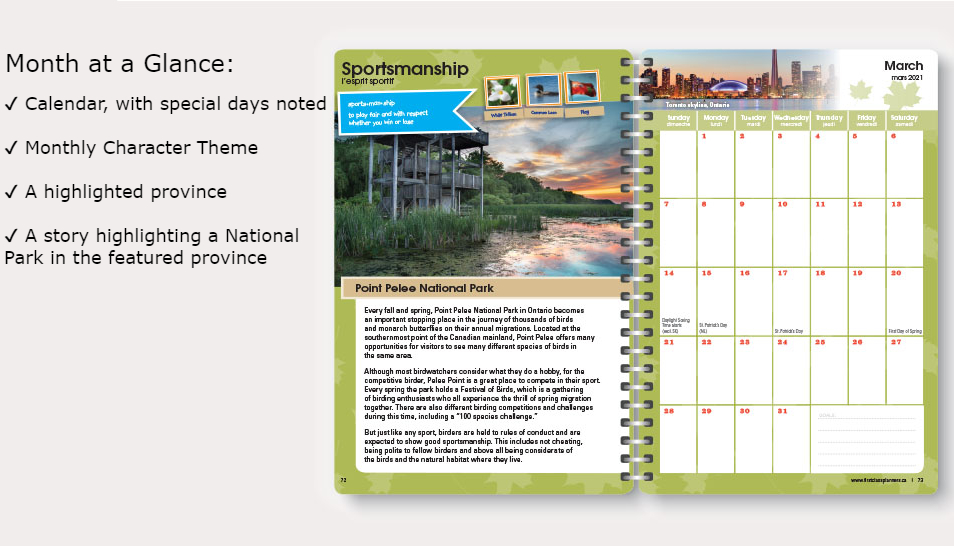 Month at a Glance:
✓ Calendar, with special days noted
✓ Monthly Character Theme
✓ A highlighted province
✓ A story highlighting a National
Park in the featured province
Sportsmanship
l'esprit sportif
sportsmanship
to play fair and with respect
whether you win or lose
White Trillium
Common Loon
Flag
Point Pelee National Park
Every fall and spring, Point Pelee National Park in Ontario becomes
an important stopping place in the journey of thousands of birds
and monarch butterflies on their annual migrations. Located at the
southernmost point of the Canadian mainland, Point Pelee offers many
opportunities for visitors to see many different species of birds in
the same area.
Although most birdwatchers consider what they do a hobby, for the
competitive birder, Pelee Point is a great place to compete in their sport.
Every spring the park holds a Festival of Birds, which is a gathering
of birding enthusiasts who all experience the thrill of spring migration
together. There are also different birding competitions and challenges
during this time, including a "100 species challenge."
But just like any sport, birders are held to rules of conduct and are
expected to show good sportsmanship. This includes not cheating,
being polite to fellow birders and above all being considerate of
the birds and the natural habitat where they live.
72
March
mars 2021
Toronto skyline, Ontario
Sunday Monday Tuesday Wednesday Thursday Friday Saturday
dimanche lundi mardi mercredi jeudi vendredi samedi
1 2 3 4 5 6
7 8 9 10 11 12 13
14 15 16 17 18 19 20
Daylight Saving
Time starts
(excl. SK)
St. Patrick's Day
(NL)
St. Patrick's Day
First Day of Spring
21 22 23 24 25 26 27
28 29 30 31
GOALS
www.firstclassplanners.ca | 73